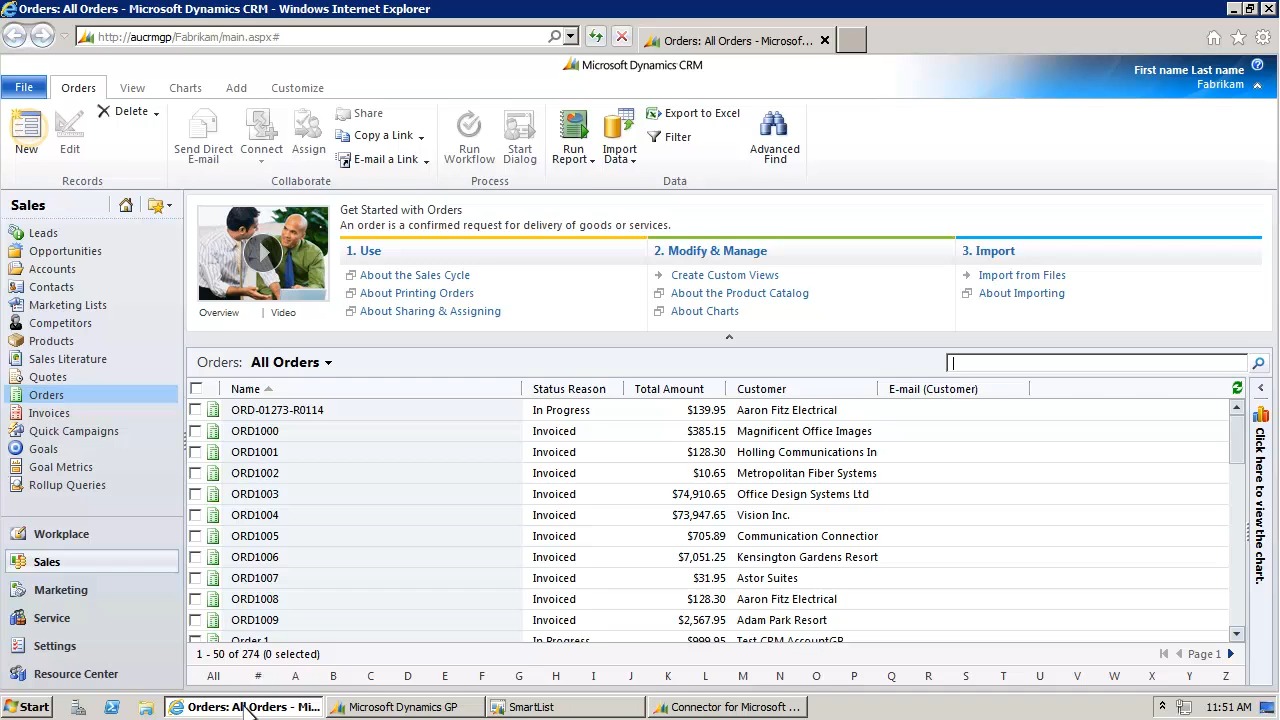 Orders: All Orders - Microsoft Dynamics CRM - Windows Internet Explorer
http://aucrmgp/Fabrikam/main.aspx#
Orders: All Orders - Microsof...
Microsoft Dynamics CRM
First name Last name
Fabrikam
File Orders View Charts Add Customize
New
Edit
Delete
Records
Send Direct E-mail
Connect
Assign
Share
Copy a Link
E-mail a Link
Collaborate
Run Workflow
Start Dialog
Process
Run Report
Import Data
Export to Excel
Filter
Advanced Find
Data
Sales
Leads
Opportunities
Accounts
Contacts
Marketing Lists
Competitors
Products
Sales Literature
Quotes
Orders
Invoices
Quick Campaigns
Goals
Goal Metrics
Rollup Queries
Workplace
Sales
Marketing
Service
Settings
Resource Center
Overview | Video
Get Started with Orders
An order is a confirmed request for delivery of goods or services.
1. Use
About the Sales Cycle
About Printing Orders
About Sharing & Assigning
2. Modify & Manage
Create Custom Views
About the Product Catalog
About Charts
3. Import
Import from Files
About Importing
Orders: All Orders
Name Status Reason Total Amount Customer E-mail (Customer)
ORD-01273-R0114 In Progress $139.95 Aaron Fitz Electrical
ORD1000 Invoiced $385.15 Magnificent Office Images
ORD1001 Invoiced $128.30 Holling Communications In
ORD1002 Invoiced $10.65 Metropolitan Fiber Systems
ORD1003 Invoiced $74,910.65 Office Design Systems Ltd
ORD1004 Invoiced $73,947.65 Vision Inc.
ORD1005 Invoiced $705.89 Communication Connection
ORD1006 Invoiced $7,051.25 Kensington Gardens Resort
ORD1007 Invoiced $31.95 Astor Suites
ORD1008 Invoiced $128.30 Aaron Fitz Electrical
ORD1009 Invoiced $2,567.95 Adam Park Resort
Order 1 In Progress $999.95 Test CRM AccountGP
Click here to view the chart.
1 - 50 of 274 (0 selected)
Page 1
All # A B C D E F G H I J K L M N O P Q R S T U V W X Y Z
Start
Orders: All Orders - Mi...
Microsoft Dynamics GP
SmartList
Connector for Microsoft ...
11:51 AM